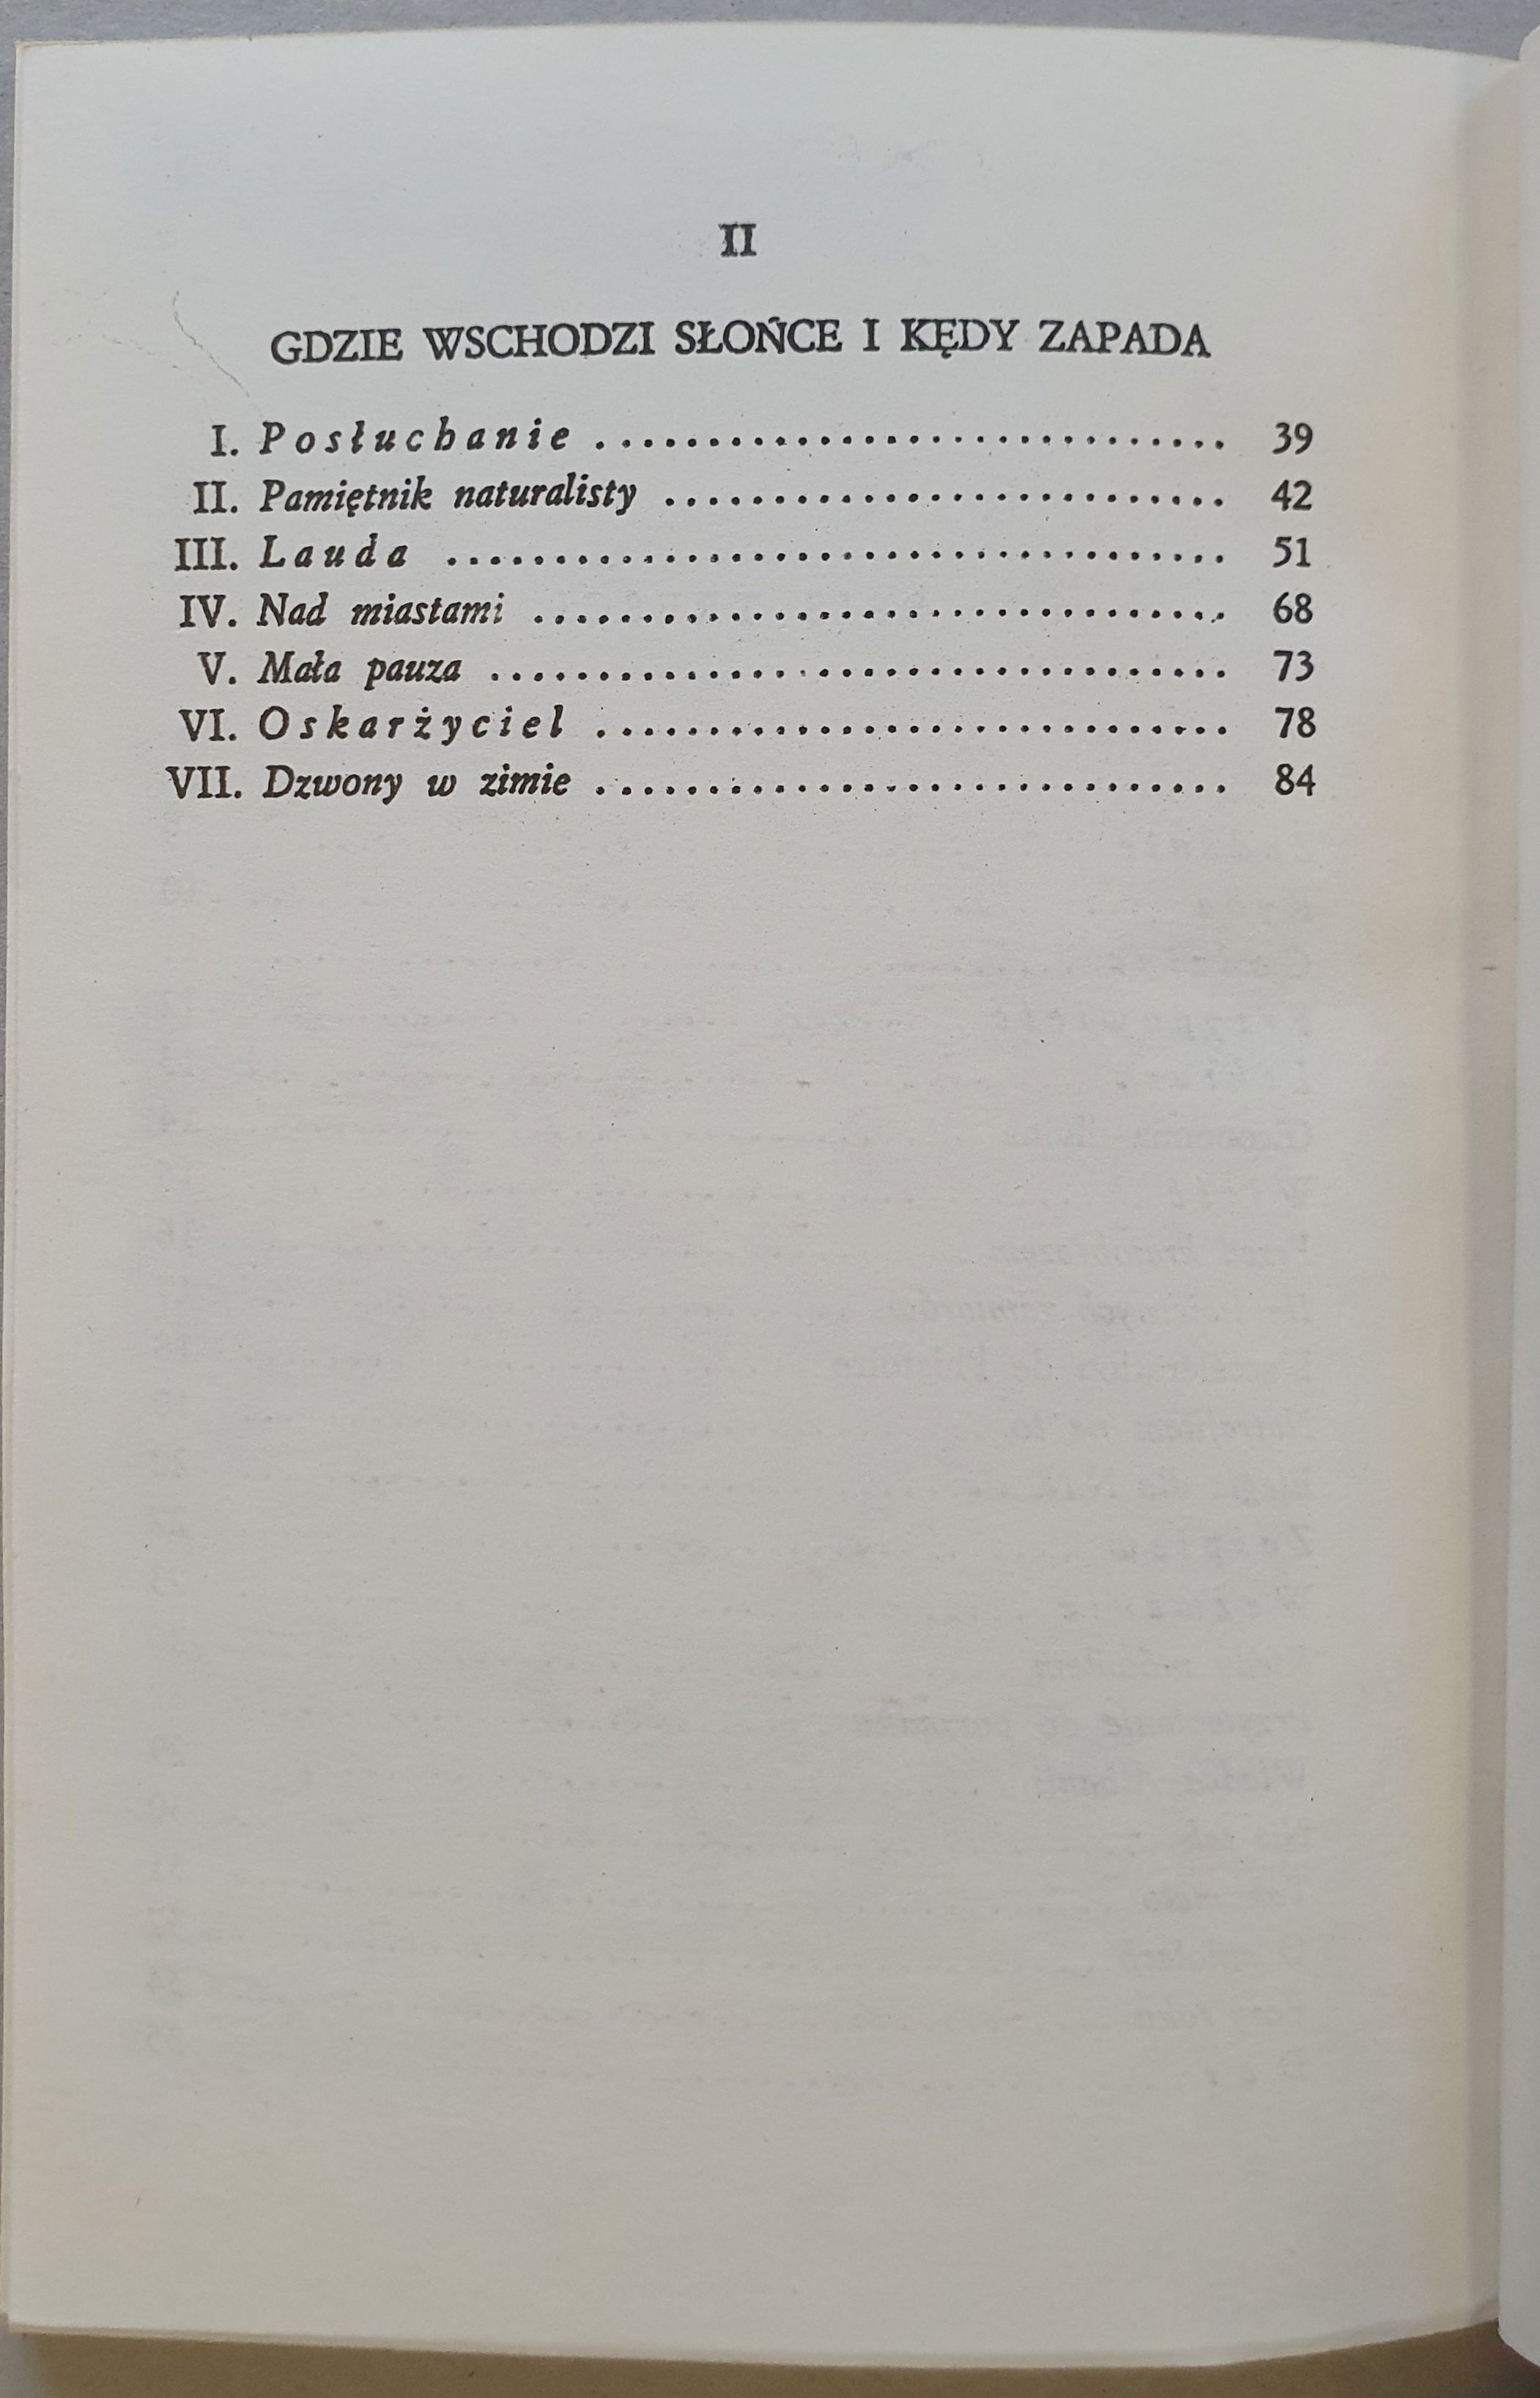 II
GDZIE WSCHODZI SŁOŃCE I KĘDY ZAPADA
I. Posłuchanie .............................. 39
II. Pamiętnik naturalisty .......................... 42
III. Lauda .................................... 51
IV. Nad miastami ................................ 68
V. Mała pauza .................................. 73
VI. Oskarżyciel ............................. 78
VII. Dzwony w zimie ............................. 84